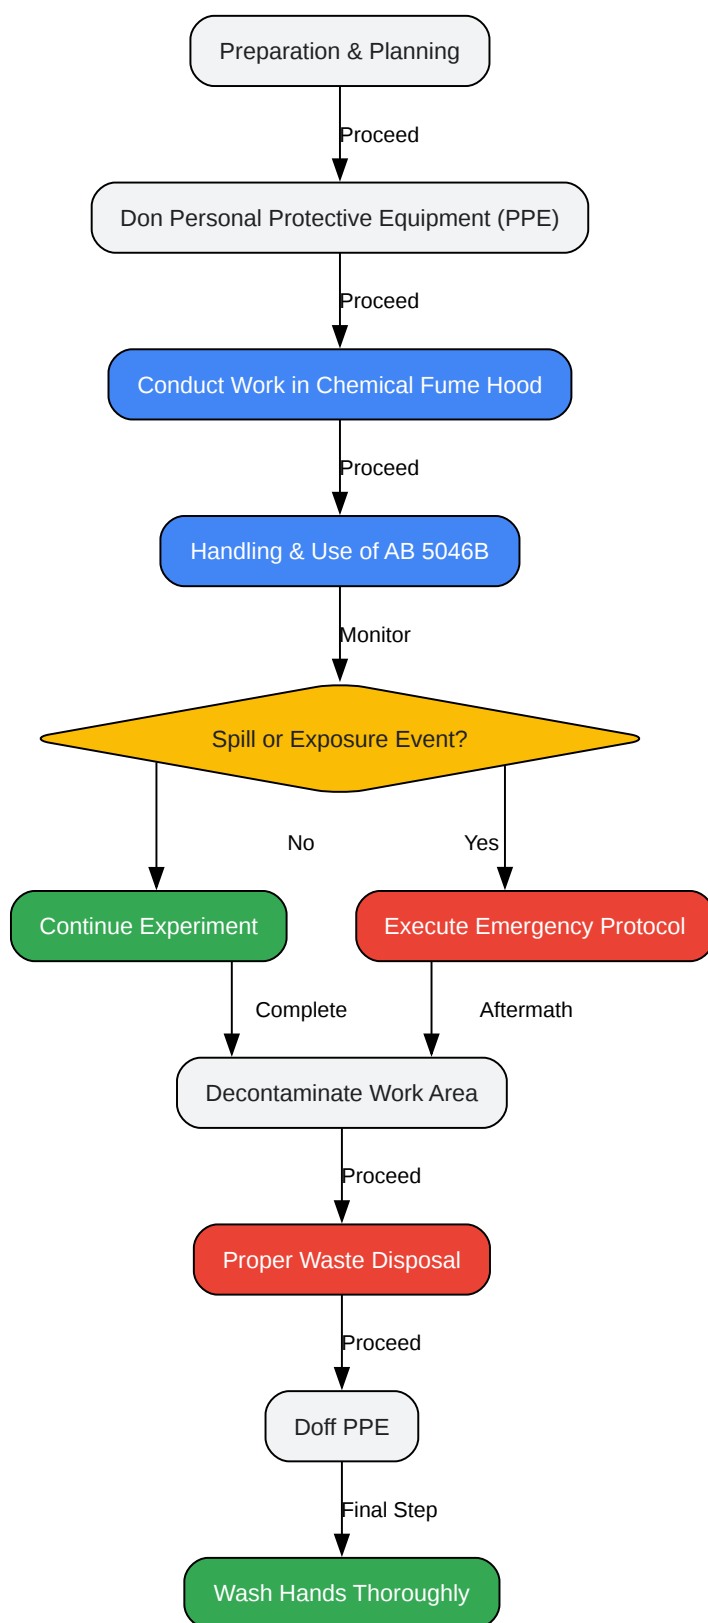 Preparation & Planning
Proceed
Don Personal Protective Equipment (PPE)
Proceed
Conduct Work in Chemical Fume Hood
Proceed
Handling & Use of AB 5046B
Monitor
Spill or Exposure Event?
No
Yes
Continue Experiment
Execute Emergency Protocol
Complete
Aftermath
Decontaminate Work Area
Proceed
Proper Waste Disposal
Proceed
Doff PPE
Final Step
Wash Hands Thoroughly